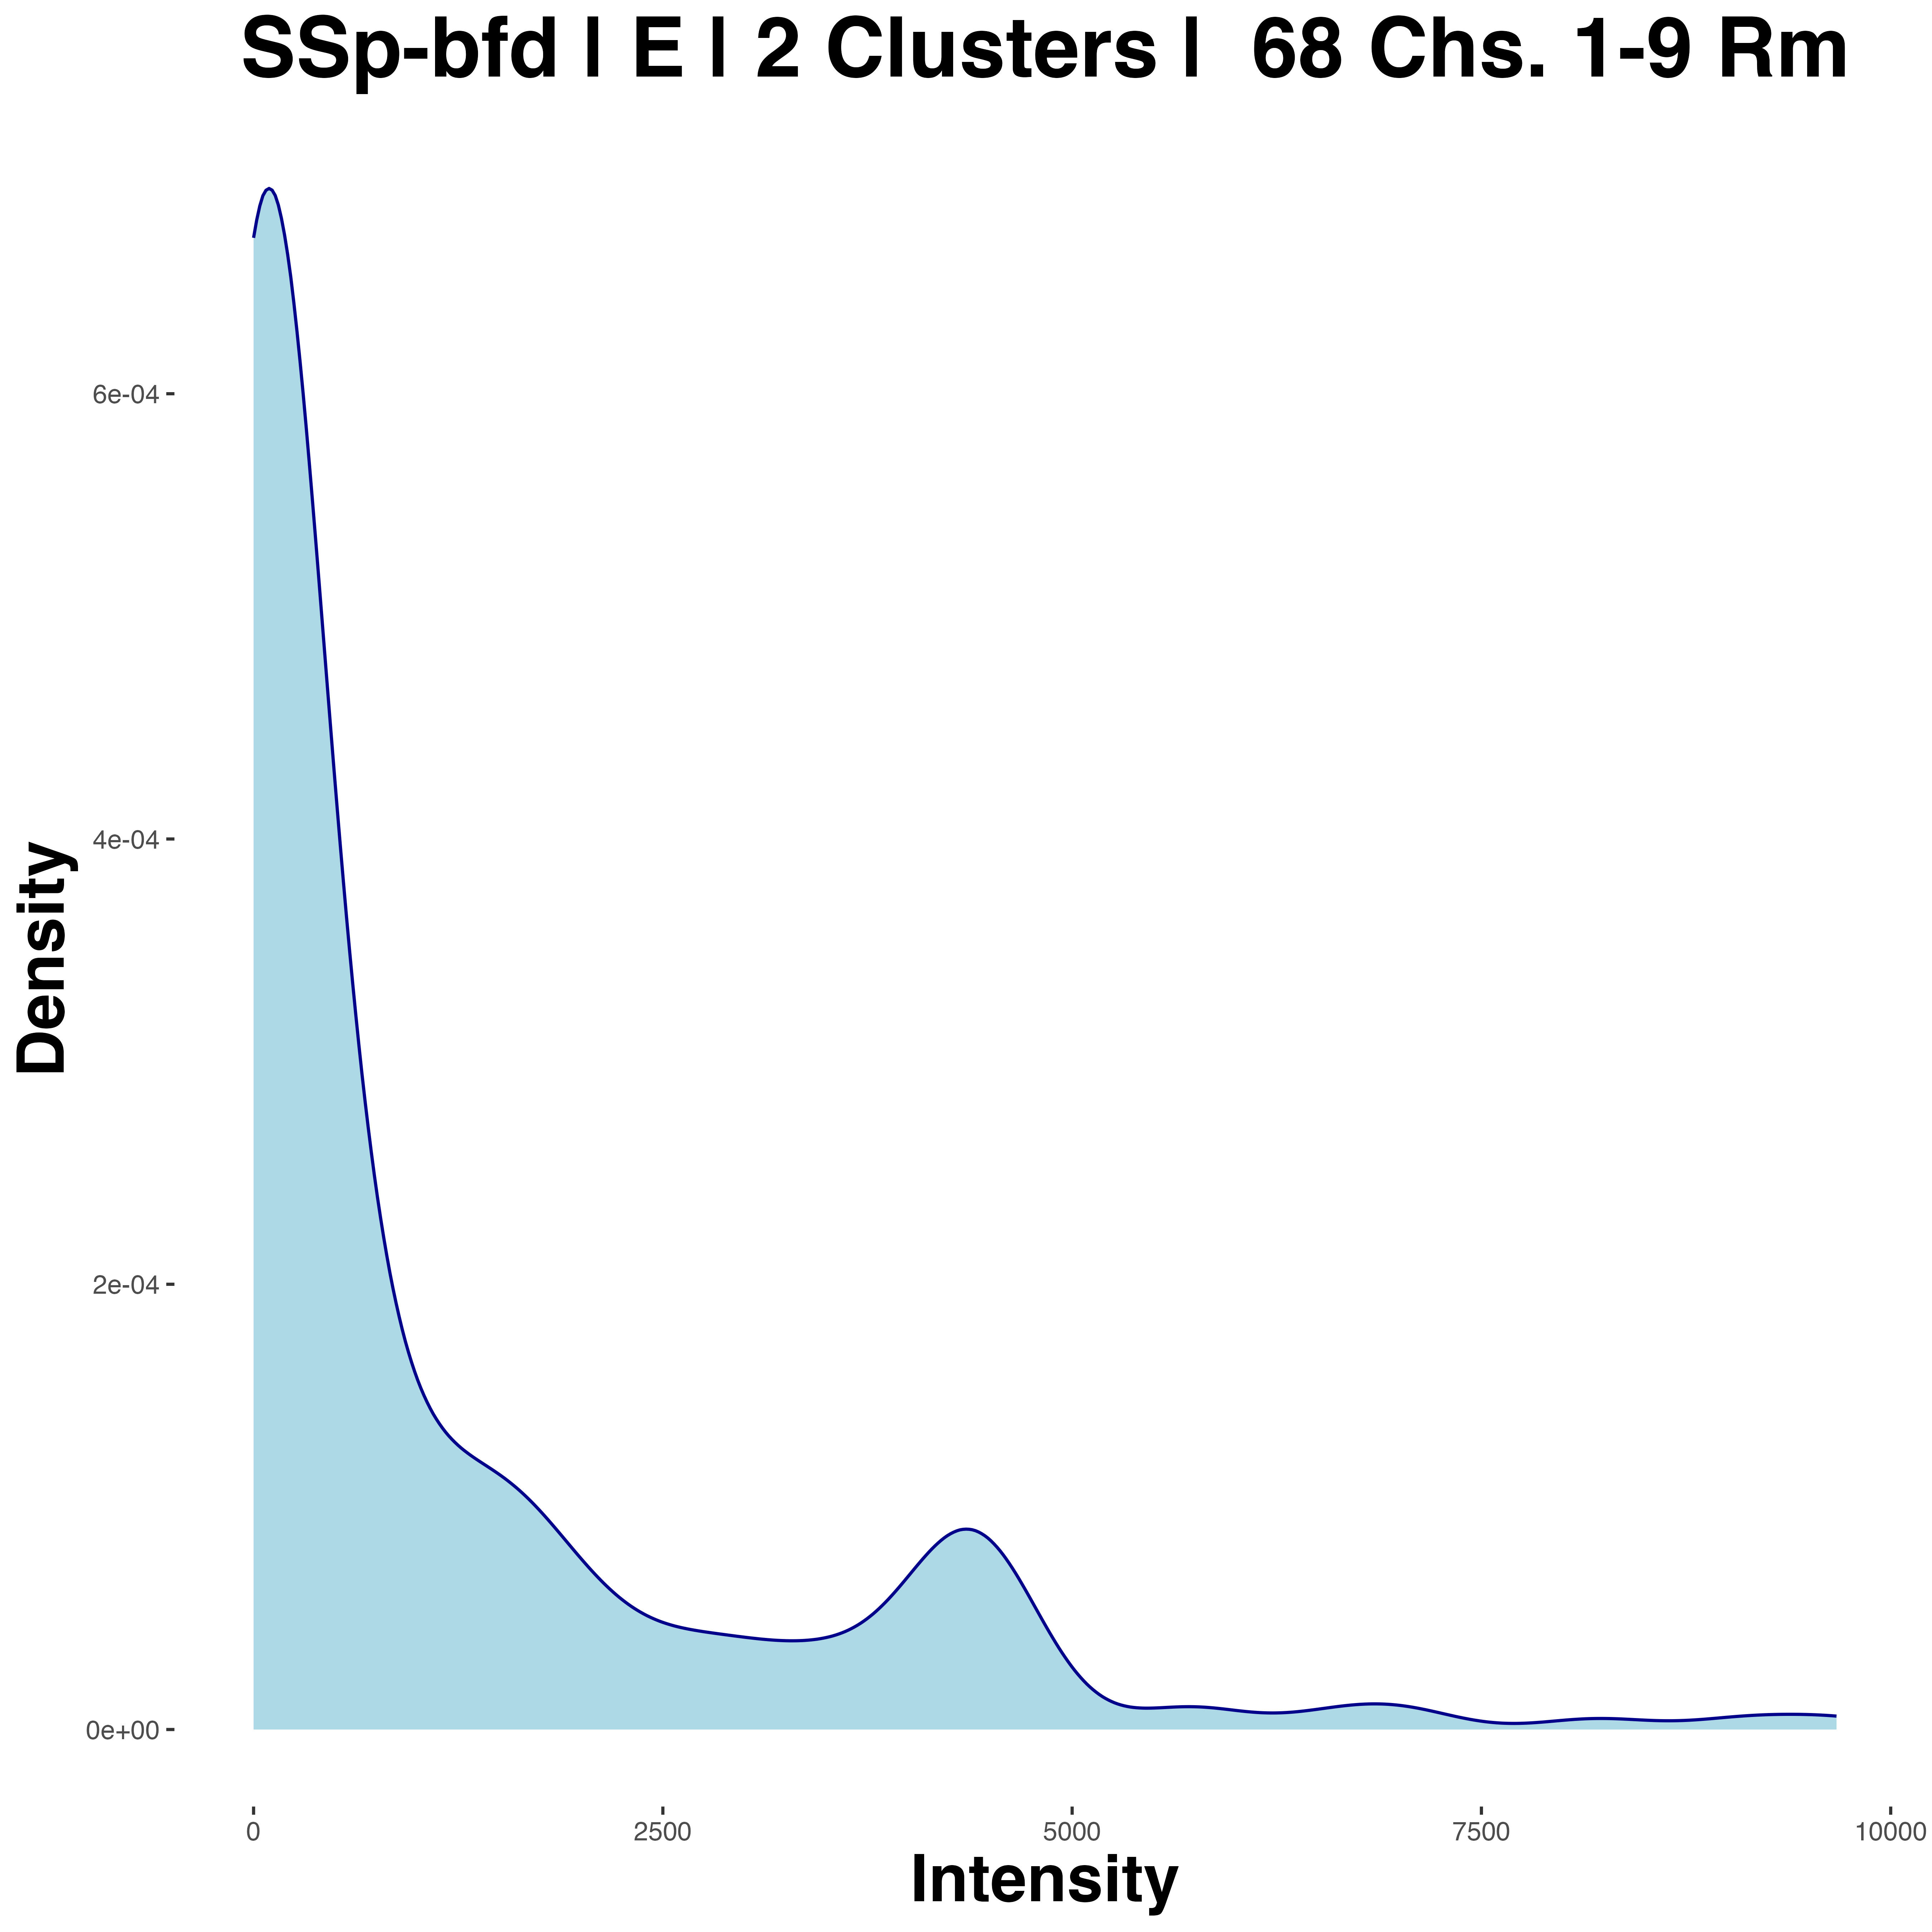 SSp-bfd | E | 2 Clusters | 68 Chs. 1-9 Rm
Density
6e-04
4e-04
2e-04
0e+00
0 2500 5000 7500 10000
Intensity